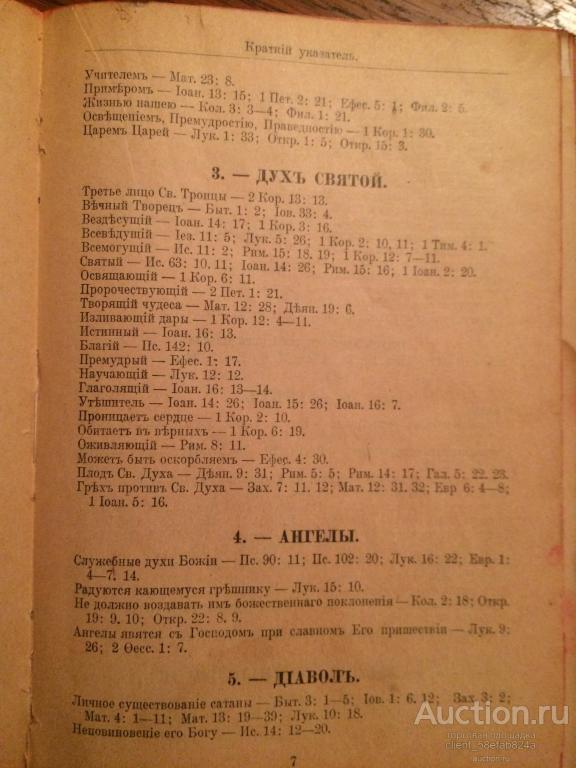 Краткій указатель.
Учителемъ — Мат. 23: 8.
Примѣромъ — Іоан. 13: 15; 1 Пет. 2: 21; Ефес. 5: 1; Фил. 2: 5.
Жизнью нашею — Кол. 3: 3—4; Фил. 1: 21.
Освѣщеніемъ, Премудростію, Праведностію — 1 Кор. 1: 30.
Царемъ Царей — Лук. 1: 33; Откр. 1: 5; Откр. 15: 3.
3. — ДУХЪ СВЯТОЙ.
Третье лицо Св. Троицы — 2 Кор. 13: 13.
Вѣчный Творецъ — Быт. 1: 2; Іов. 33: 4.
Вездѣсущій — Іоан. 14: 17; 1 Кор. 3: 16.
Всевѣдущій — Іез. 11: 5; Лук. 5: 26; 1 Кор. 2: 10, 11; 1 Тим. 4: 1.
Всемогущій — Ис. 11: 2; Рим. 15: 18. 19; 1 Кор. 12: 7—11.
Святый — Ис. 63: 10. 11; Іоан. 14: 26; Рим. 15: 16; 1 Іоан. 2: 20.
Освящающій — 1 Кор. 6: 11.
Пророчествующій — 2 Пет. 1: 21.
Творящій чудеса — Мат. 12: 28; Дѣян. 19: 6.
Изливающій дары — 1 Кор. 12: 4—11.
Истинный — Іоан. 16: 13.
Благій — Пс. 142: 10.
Премудрый — Ефес. 1: 17.
Научающій — Лук. 12: 12.
Глаголящій — Іоан. 16: 13—14.
Утѣшитель — Іоан. 14: 26; Іоан. 15: 26; Іоан. 16: 7.
Проницаетъ сердце — 1 Кор. 2: 10.
Обитаетъ въ вѣрныхъ — 1 Кор. 6: 19.
Оживляющій — Рим. 8: 11.
Можетъ быть оскорбляемъ — Ефес. 4: 30.
Плодъ Св. Духа — Дѣян. 9: 31; Рим. 5: 5; Рим. 14: 17; Гал. 5: 22. 23.
Грѣхъ противъ Св. Духа — Зах. 7: 11. 12; Мат. 12: 31. 32; Евр 6: 4—8;
1 Іоан. 5: 16.
4. — АНГЕЛЫ.
Служебные духи Божіи — Пс. 90: 11; Пс. 102: 20; Лук. 16: 22; Евр. 1:
4—7. 14.
Радуются кающемуся грѣшнику — Лук. 15: 10.
Не должно воздавать имъ божественнаго поклоненія — Кол. 2: 18; Откр.
19: 9. 10; Откр. 22: 8. 9.
Ангелы явятся съ Господомъ при славномъ Его пришествіи — Лук. 9:
26; 2 Ѳесс. 1: 7.
5. — ДІАВОЛЪ.
Личное существованіе сатаны — Быт. 3: 1—5; Іов. 1: 6. 12; Зах. 3: 2;
Мат. 4: 1—11; Мат. 13: 19—39; Лук. 10: 18.
Неповиновеніе его Богу — Ис. 14: 12—20.
7
Auction.ru
торговая площадка
client_58efab824a
auction.ru